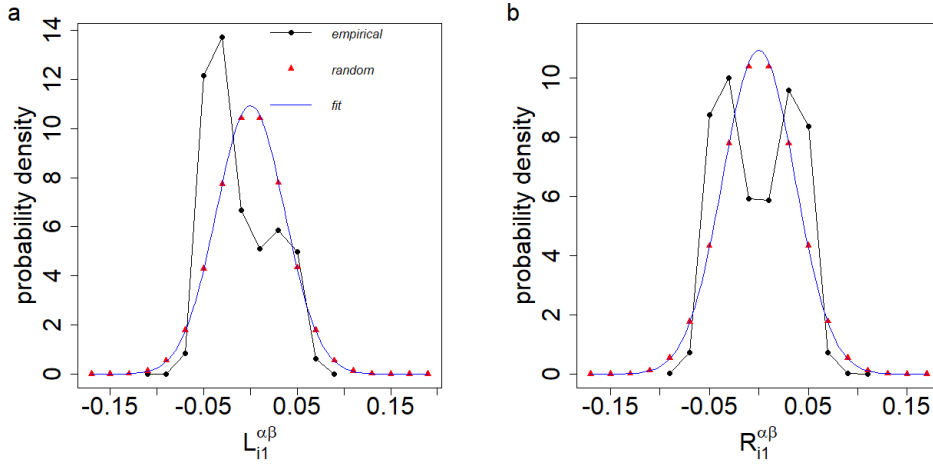 a
probability density
0 2 4 6 8 10 12 14
empirical
random
fit
-0.15 -0.05 0.05 0.15
L_{i1}^{αβ}
b
probability density
0 2 4 6 8 10
-0.15 -0.05 0.05 0.15
R_{i1}^{αβ}